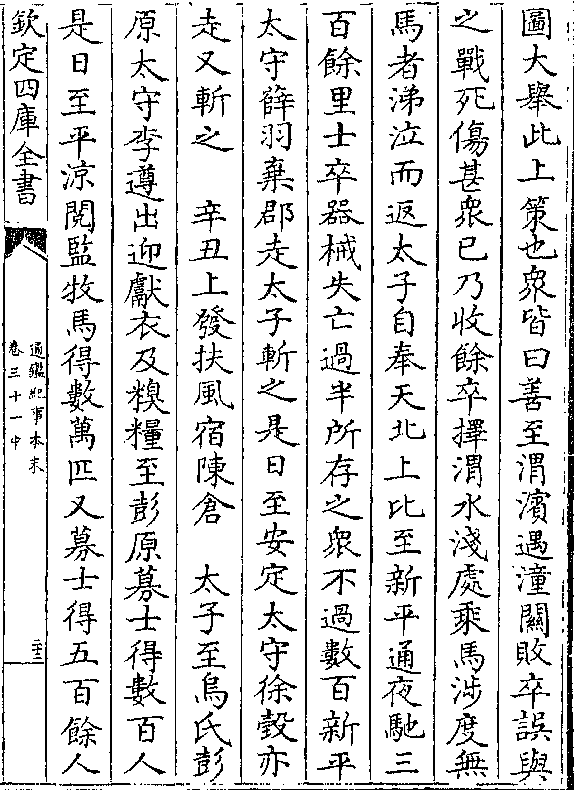 圖大舉此上策也衆皆曰善至渭濱遇潼關敗卒誤與
之戰死傷甚衆已乃收餘卒擇渭水淺處乘馬涉度無
馬者涕泣而返太子自奉天北上比至新平通夜馳三
百餘里士卒器械失亡過半所存之衆不過數百新平
太守薛羽棄郡走太子斬之是日至安定太守徐瑴亦
走又斬之　辛丑上發扶風宿陳倉　太子至烏氏彭
原太守李遵出迎獻衣及糗糧至彭原募士得數百人
是日至平涼閲監牧馬得數萬匹又募士得五百餘人
欽定四庫全書
通鑑紀事本末
卷三十一中
二十二